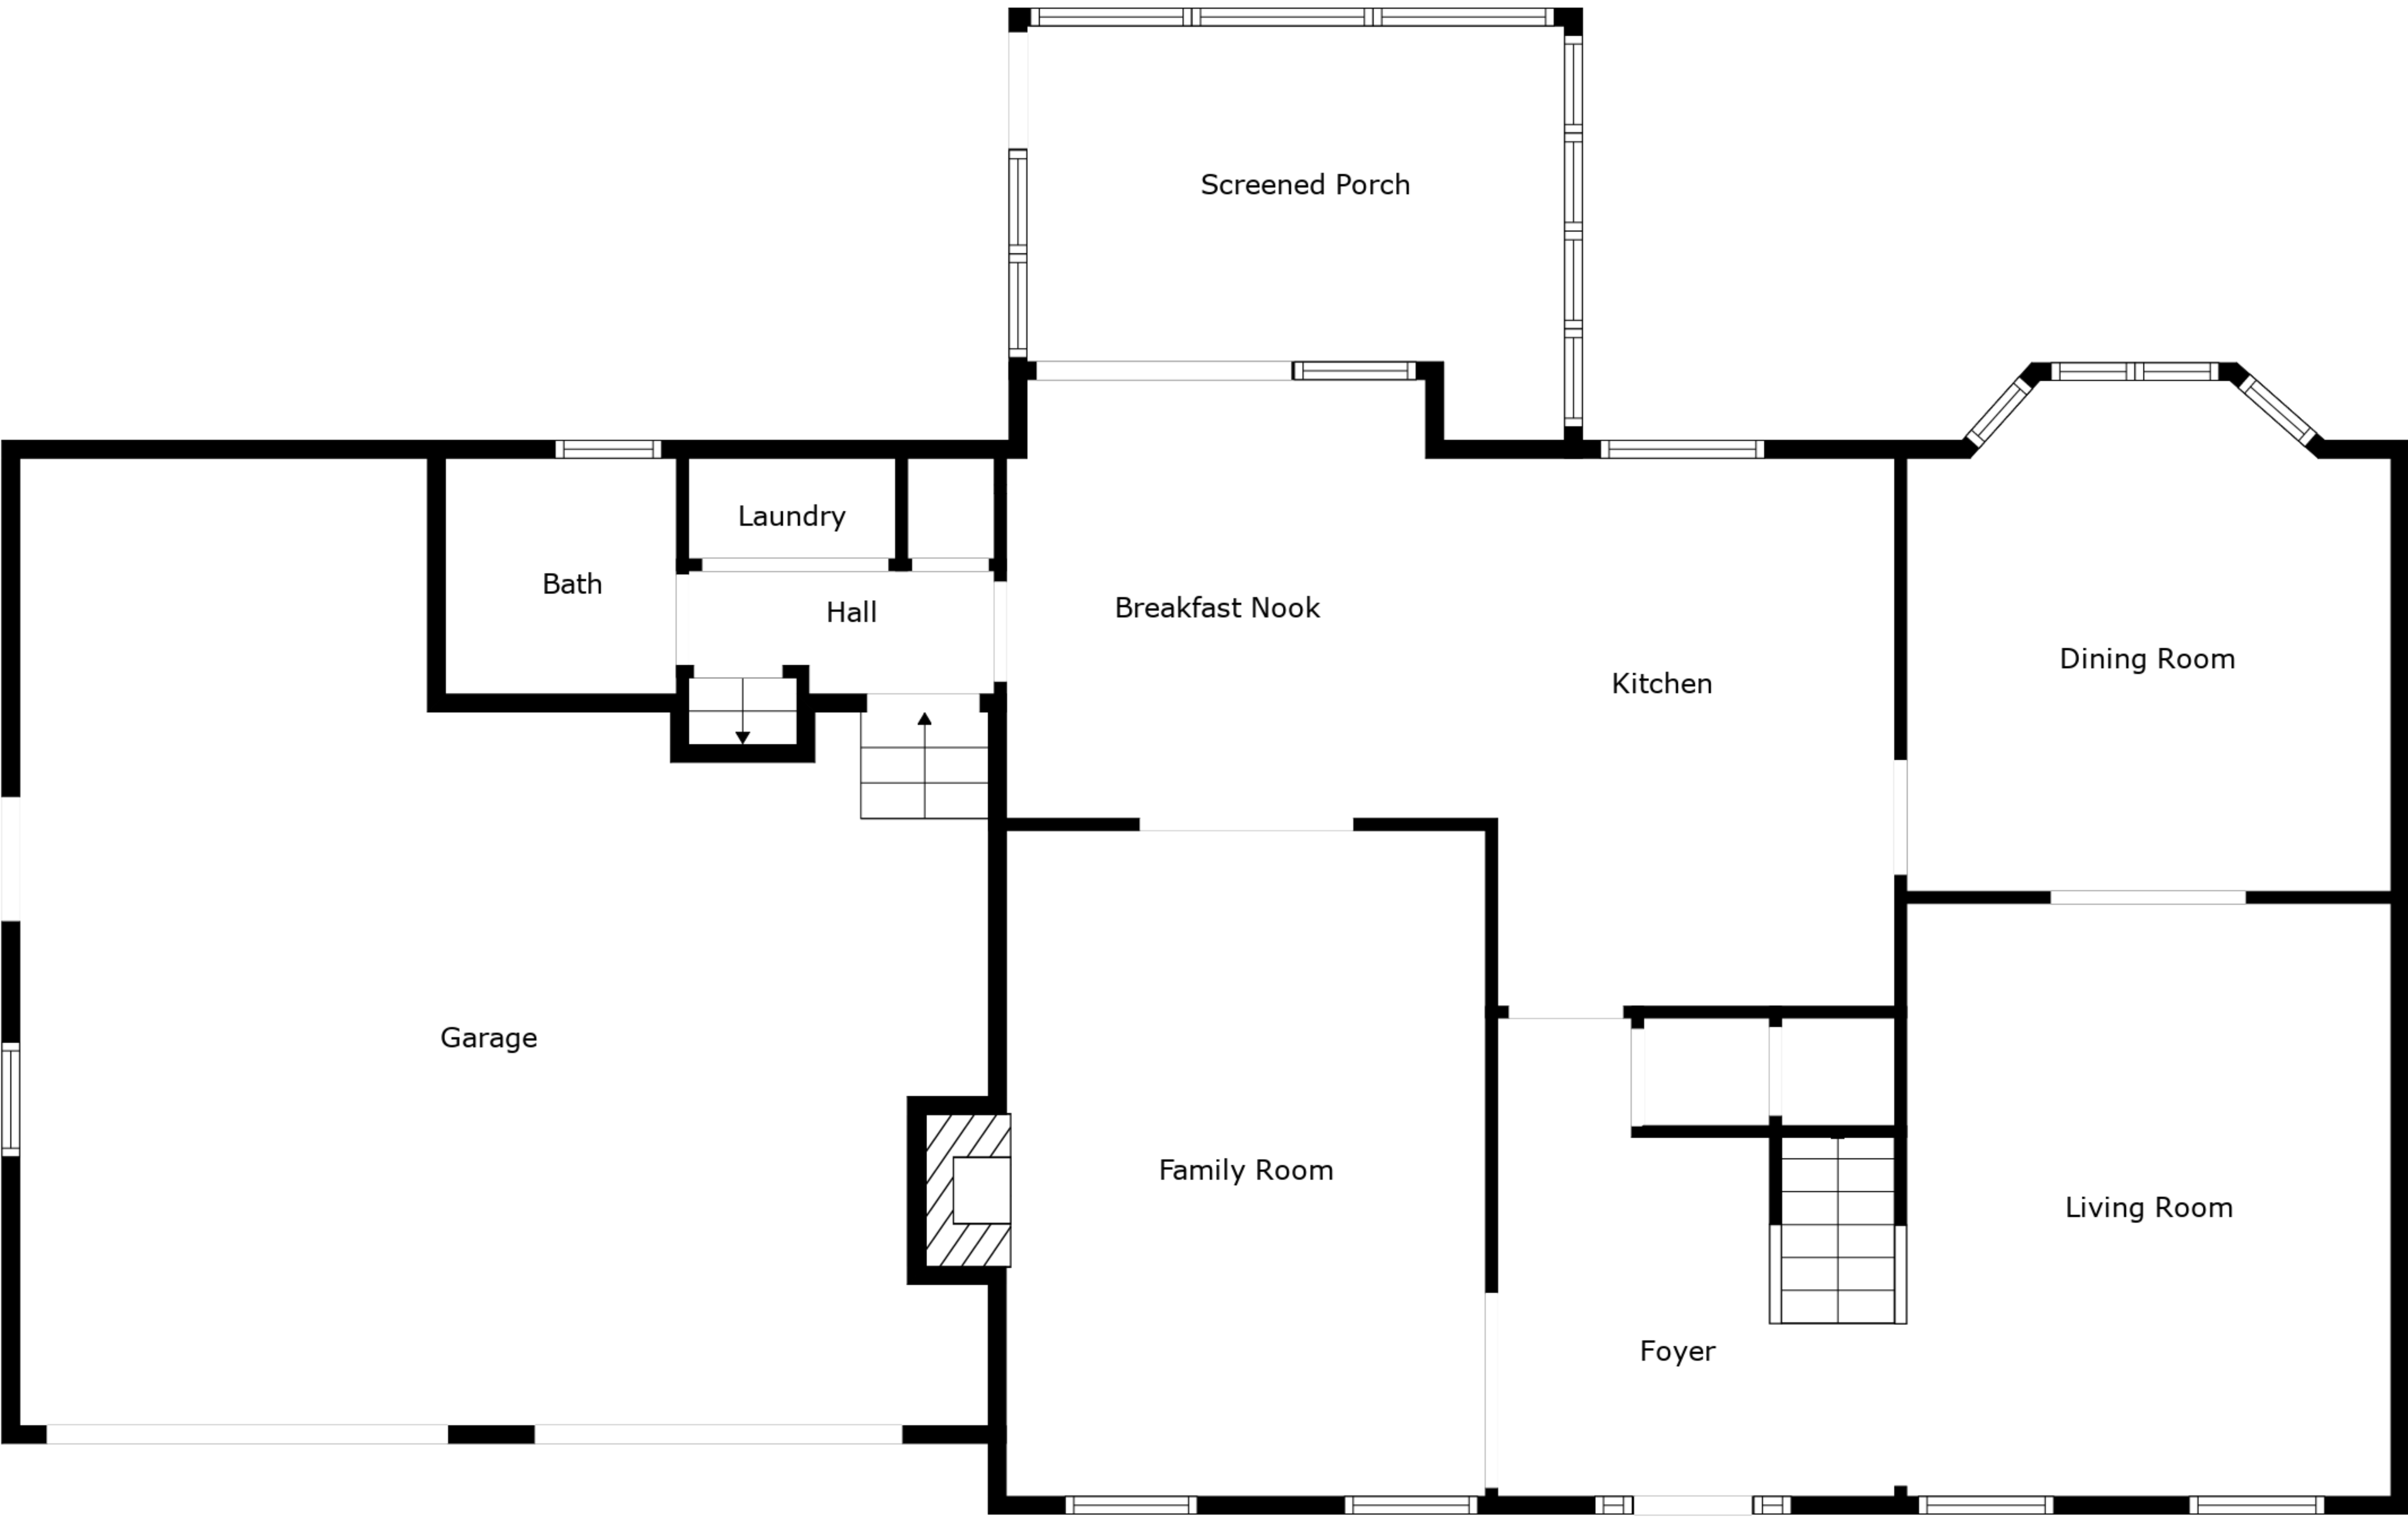 Screened Porch
Laundry
Bath
Hall
Breakfast Nook
Kitchen
Dining Room
Garage
Family Room
Living Room
Foyer